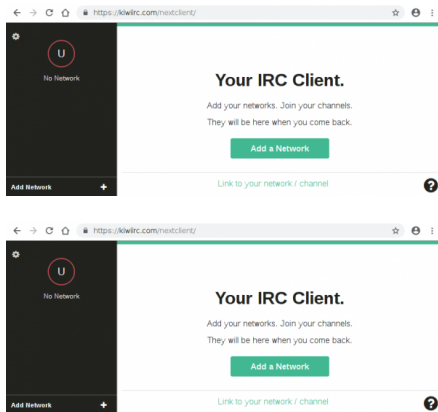 https://kiwiirc.com/nextclient/
U
No Network
Your IRC Client.
Add your networks. Join your channels.
They will be here when you come back.
Add a Network
Link to your network / channel
Add Network +
?
https://kiwiirc.com/nextclient/
U
No Network
Your IRC Client.
Add your networks. Join your channels.
They will be here when you come back.
Add a Network
Link to your network / channel
Add Network +
?